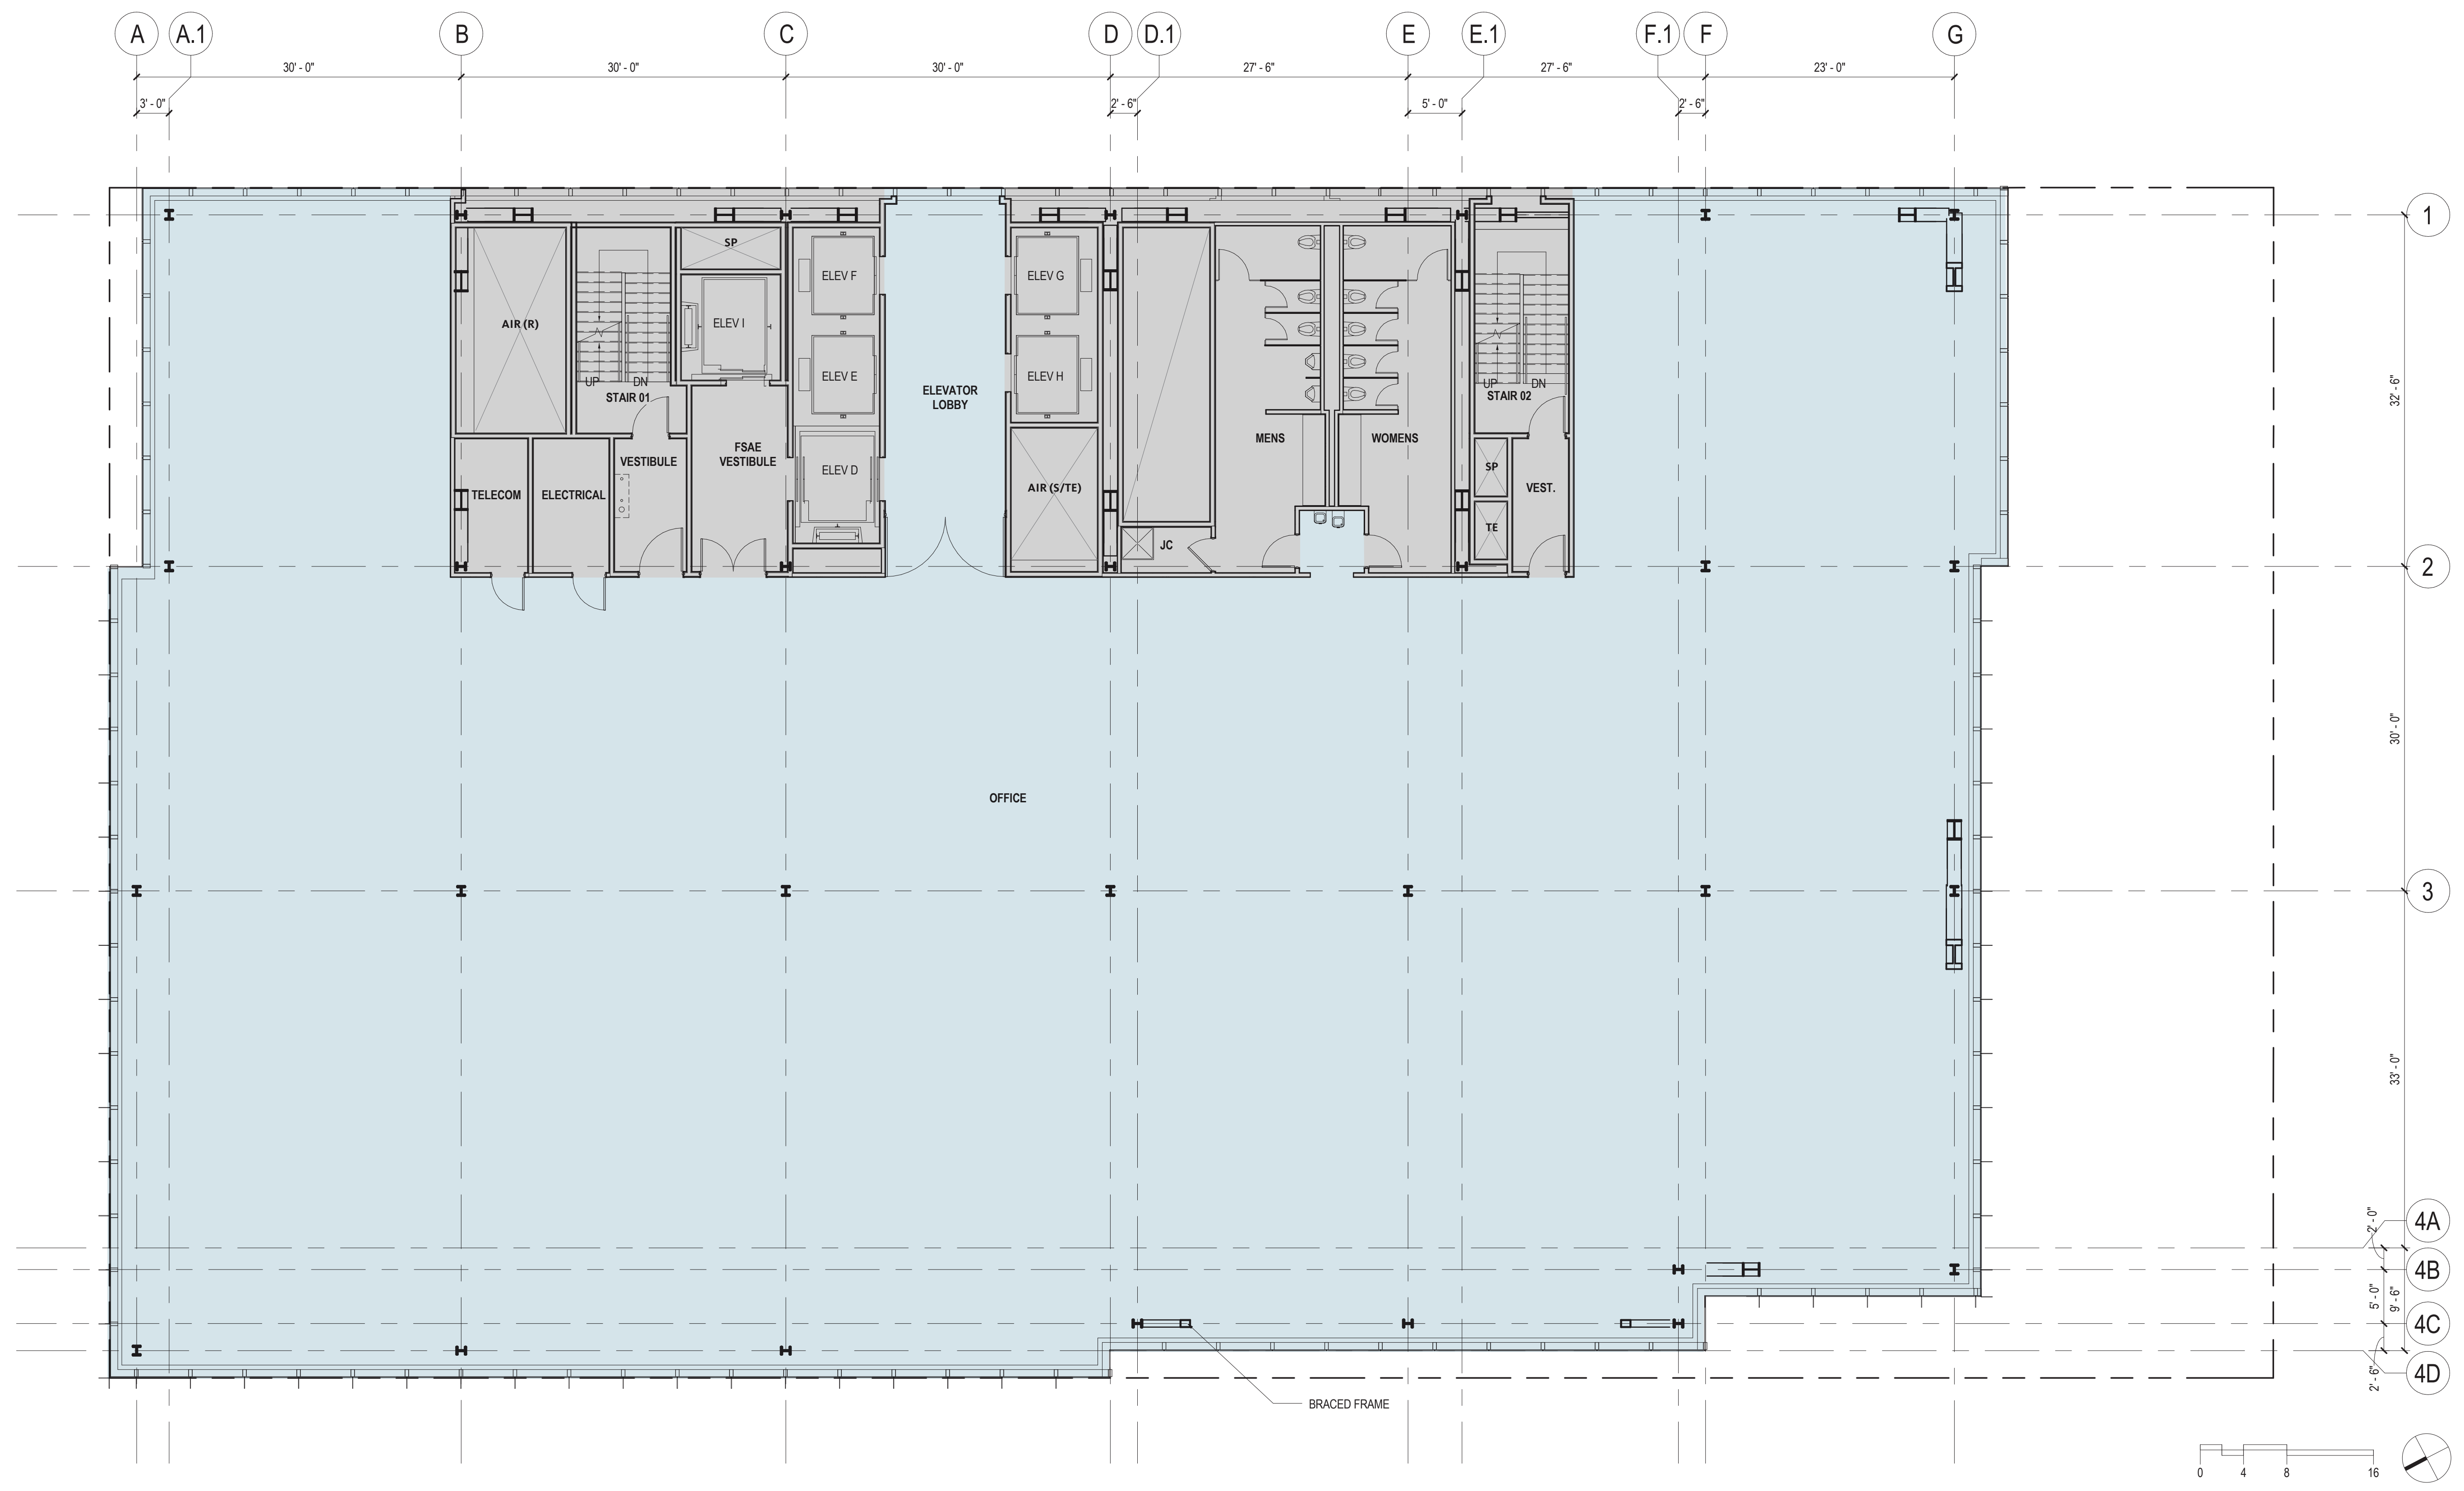 A A.1 B C D D.1 E E.1 F.1 F G
30' - 0" 30' - 0" 30' - 0" 27' - 6" 27' - 6" 23' - 0"
3' - 0" 2' - 6" 5' - 0" 2' - 6"
1
SP
ELEV F
ELEV G
AIR (R)
ELEV I
ELEV E
ELEV H
UP DN
STAIR 01
ELEVATOR
LOBBY
UP DN
STAIR 02
32' - 6"
MENS
WOMENS
FSAE
VESTIBULE
VESTIBULE
ELEV D
SP
TELECOM
ELECTRICAL
AIR (S/TE)
VEST.
TE
JC
2
30' - 0"
OFFICE
3
33' - 0"
2' - 0"
4A
4B
5' - 0"
9' - 6"
4C
2' - 6"
4D
BRACED FRAME
0 4 8 16